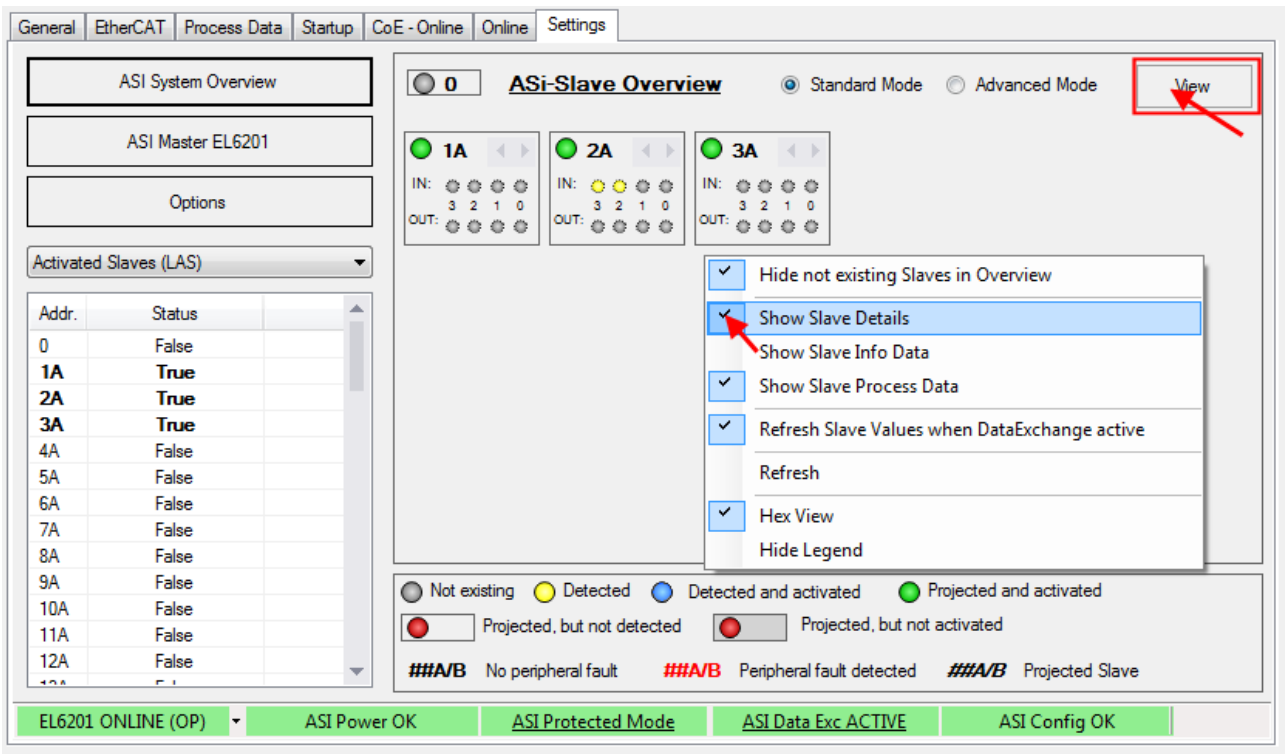 General EtherCAT Process Data Startup CoE - Online Online Settings
ASI System Overview
ASI Master EL6201
Options
Activated Slaves (LAS)
Addr. Status
0 False
1A True
2A True
3A True
4A False
5A False
6A False
7A False
8A False
9A False
10A False
11A False
12A False
0 ASi-Slave Overview Standard Mode Advanced Mode View
1A 2A 3A
IN: IN: IN:
3 2 1 0 3 2 1 0 3 2 1 0
OUT: OUT: OUT:
Hide not existing Slaves in Overview
Show Slave Details
Show Slave Info Data
Show Slave Process Data
Refresh Slave Values when DataExchange active
Refresh
Hex View
Hide Legend
Not existing Detected Detected and activated Projected and activated
Projected, but not detected Projected, but not activated
##A/B No peripheral fault ##A/B Peripheral fault detected ##A/B Projected Slave
EL6201 ONLINE (OP) ASI Power OK ASI Protected Mode ASI Data Exc ACTIVE ASI Config OK